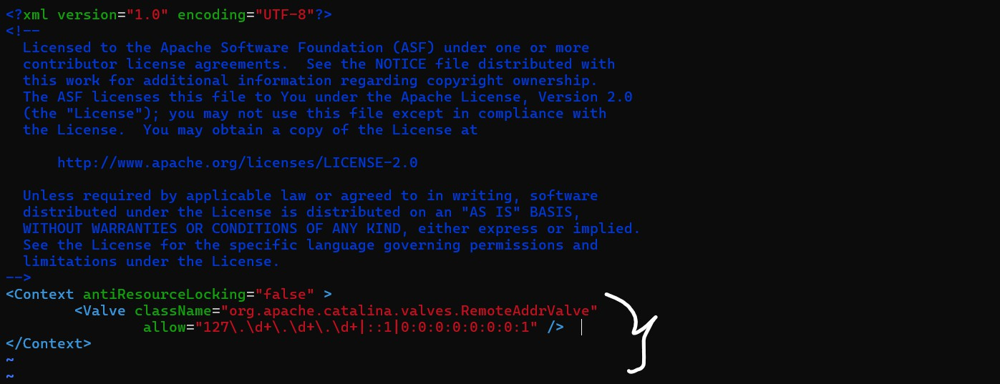 <?xml version="1.0" encoding="UTF-8"?>
<!--
  Licensed to the Apache Software Foundation (ASF) under one or more
  contributor license agreements.  See the NOTICE file distributed with
  this work for additional information regarding copyright ownership.
  The ASF licenses this file to You under the Apache License, Version 2.0
  (the "License"); you may not use this file except in compliance with
  the License.  You may obtain a copy of the License at

      http://www.apache.org/licenses/LICENSE-2.0

  Unless required by applicable law or agreed to in writing, software
  distributed under the License is distributed on an "AS IS" BASIS,
  WITHOUT WARRANTIES OR CONDITIONS OF ANY KIND, either express or implied.
  See the License for the specific language governing permissions and
  limitations under the License.
-->
<Context antiResourceLocking="false" >
        <Valve className="org.apache.catalina.valves.RemoteAddrValve"
                allow="127\.\d+\.\d+\.\d+|::1|0:0:0:0:0:0:0:1" />
</Context>
~
~